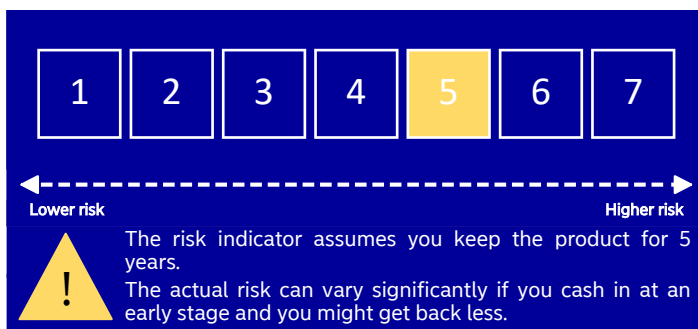 1 2 3 4 5 6 7
Lower risk Higher risk
The risk indicator assumes you keep the product for 5
years.
The actual risk can vary significantly if you cash in at an
early stage and you might get back less.
!